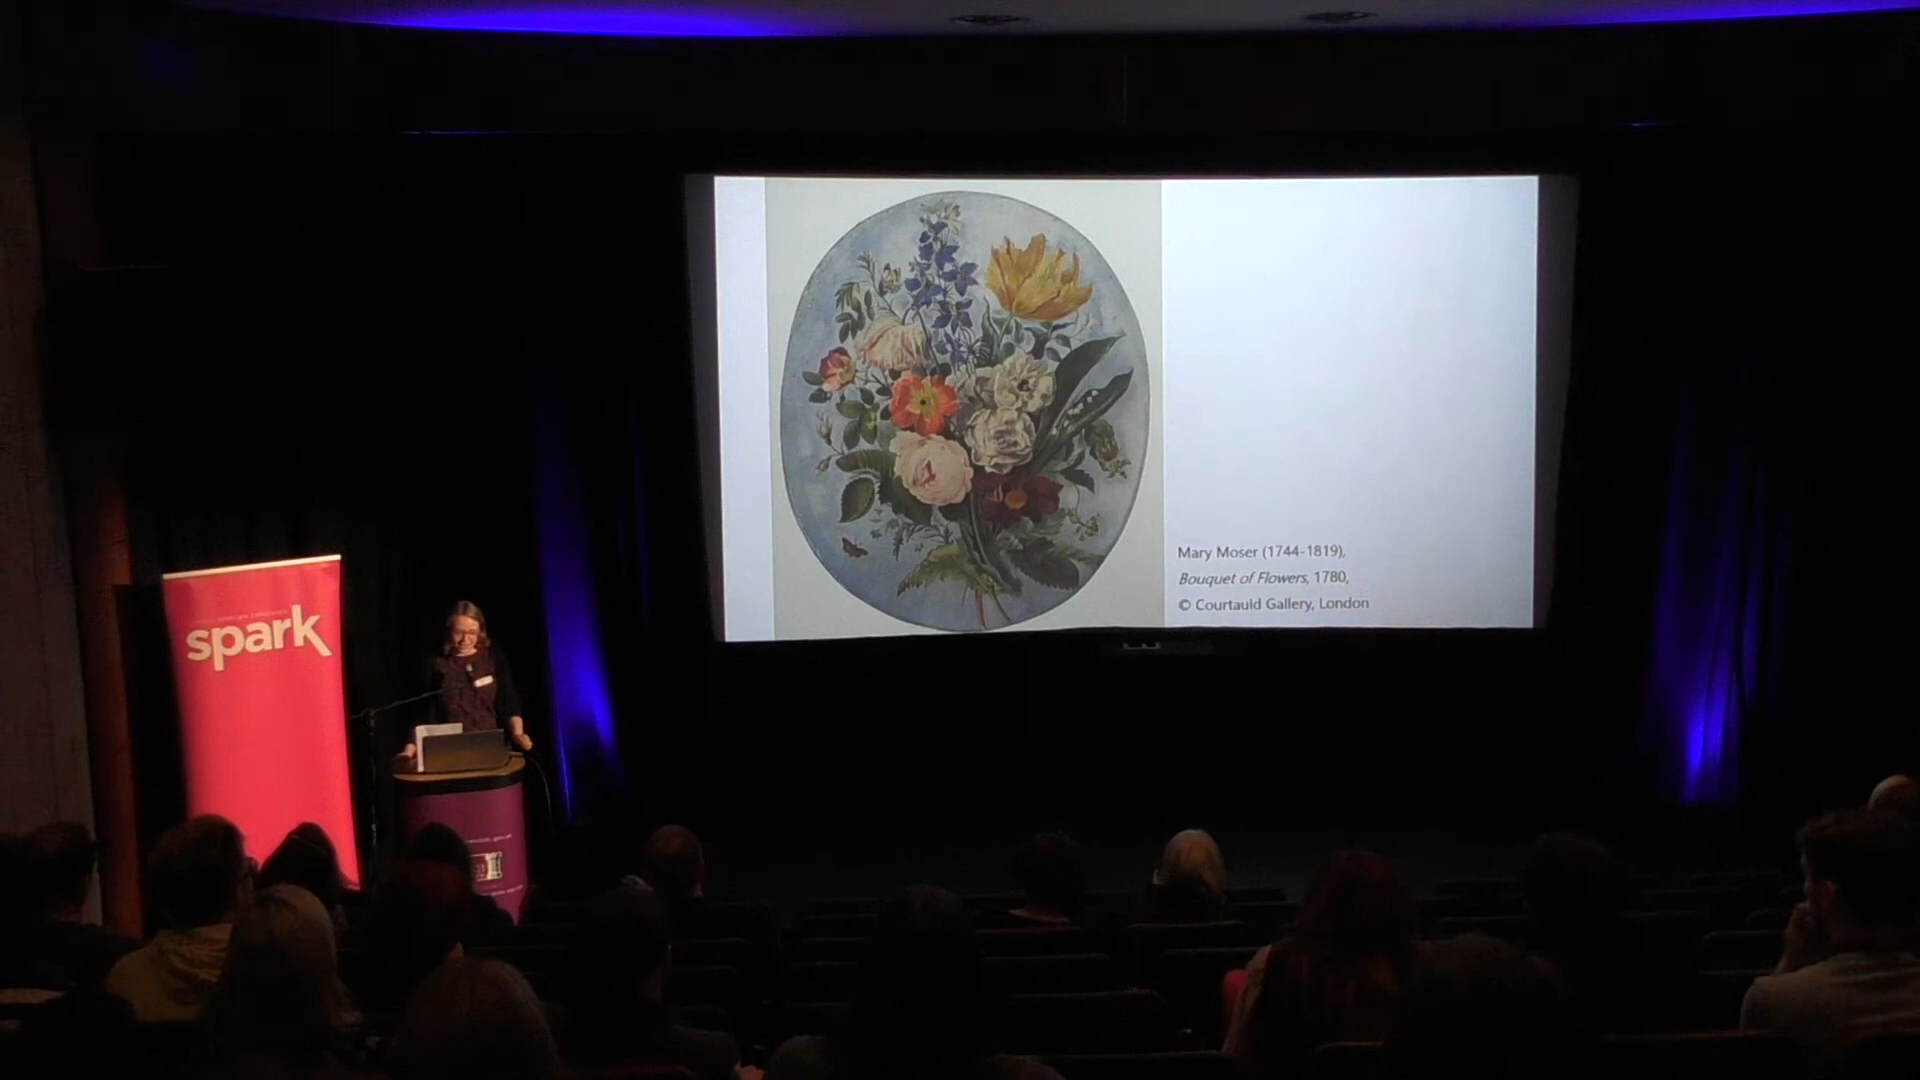 Mary Moser (1744-1819),
Bouquet of Flowers, 1780,
© Courtauld Gallery, London
spark